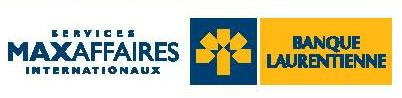 SERVICES
MAXAFFAIRES
INTERNATIONAUX
BANQUE
LAURENTIENNE